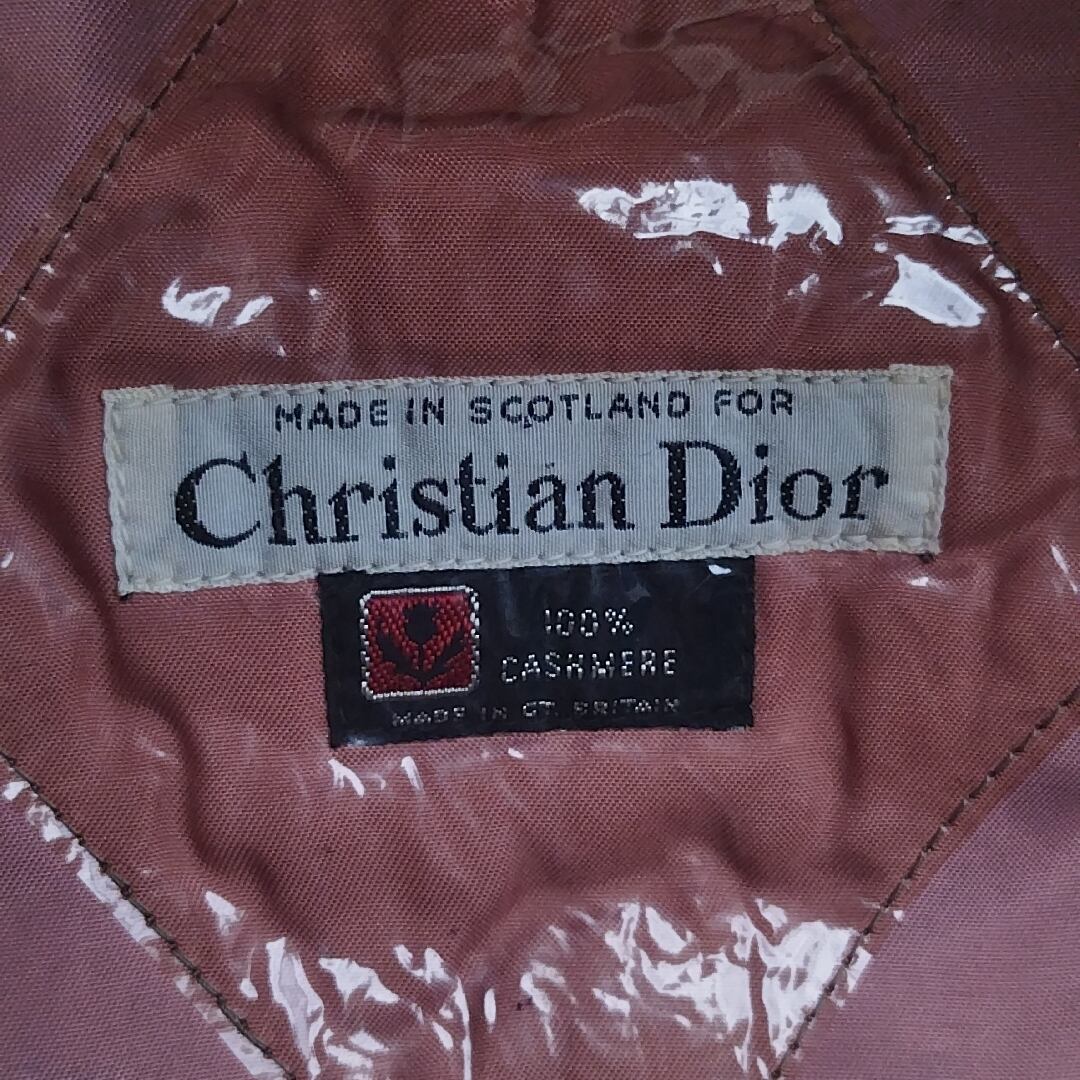 MADE IN SCOTLAND FOR
Christian Dior
100%
CASHMERE
MADE IN GT. BRITAIN